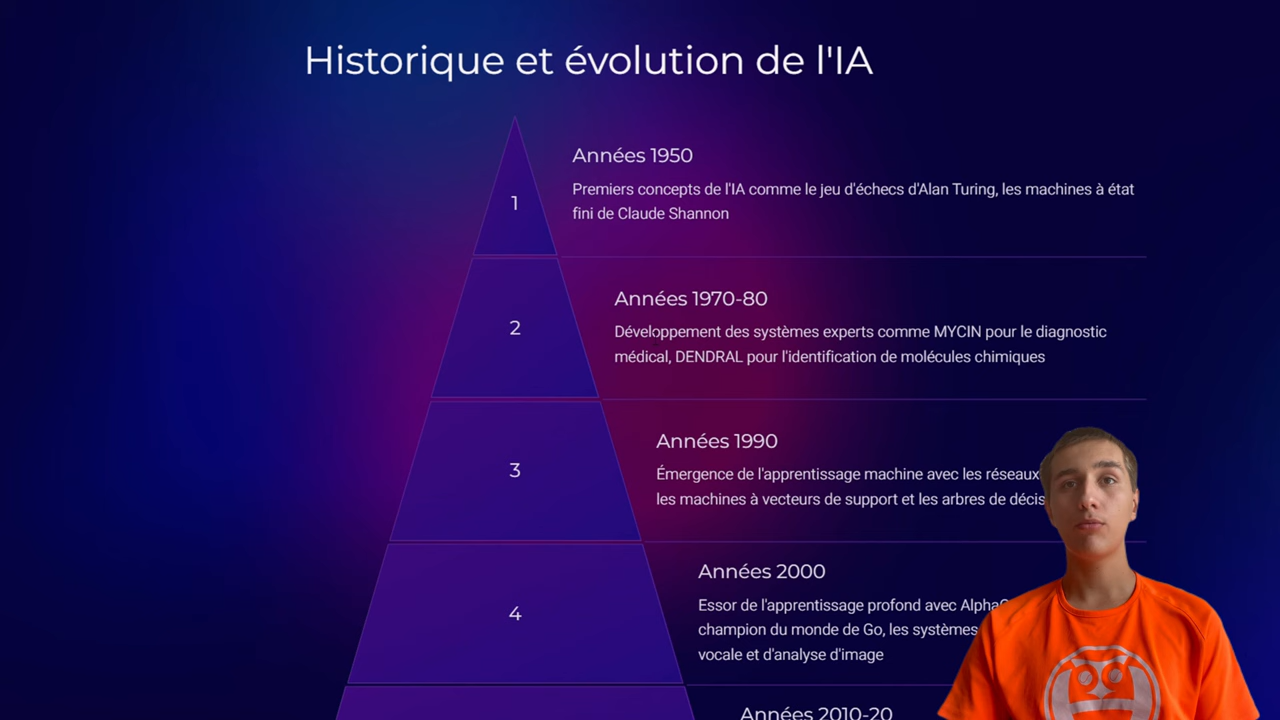 Historique et évolution de l'IA
1
Années 1950
Premiers concepts de l'IA comme le jeu d'échecs d'Alan Turing, les machines à état
fini de Claude Shannon
2
Années 1970-80
Développement des systèmes experts comme MYCIN pour le diagnostic
médical, DENDRAL pour l'identification de molécules chimiques
3
Années 1990
Émergence de l'apprentissage machine avec les réseaux
les machines à vecteurs de support et les arbres de
4
Années 2000
Essor de l'apprentissage profond avec
champion du monde de Go, les systèmes
vocale et d'analyse d'image
Années 2010-20